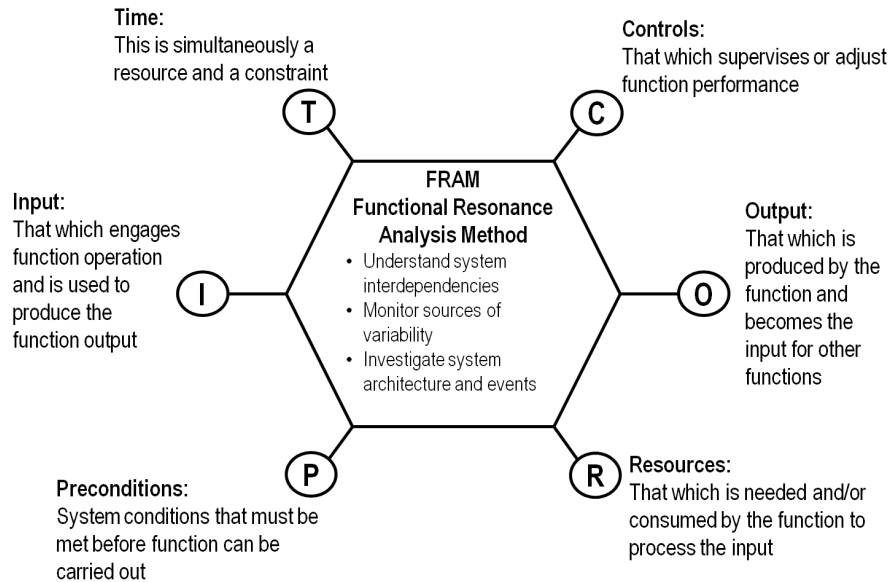 Time:
This is simultaneously a
resource and a constraint
T
Controls:
That which supervises or adjust
function performance
C
Input:
That which engages
function operation
and is used to
produce the
function output
I
FRAM
Functional Resonance
Analysis Method
• Understand system
interdependencies
• Monitor sources of
variability
• Investigate system
architecture and events
O
Output:
That which is
produced by the
function and
becomes the
input for other
functions
P
Preconditions:
System conditions that must be
met before function can be
carried out
R
Resources:
That which is needed and/or
consumed by the function to
process the input